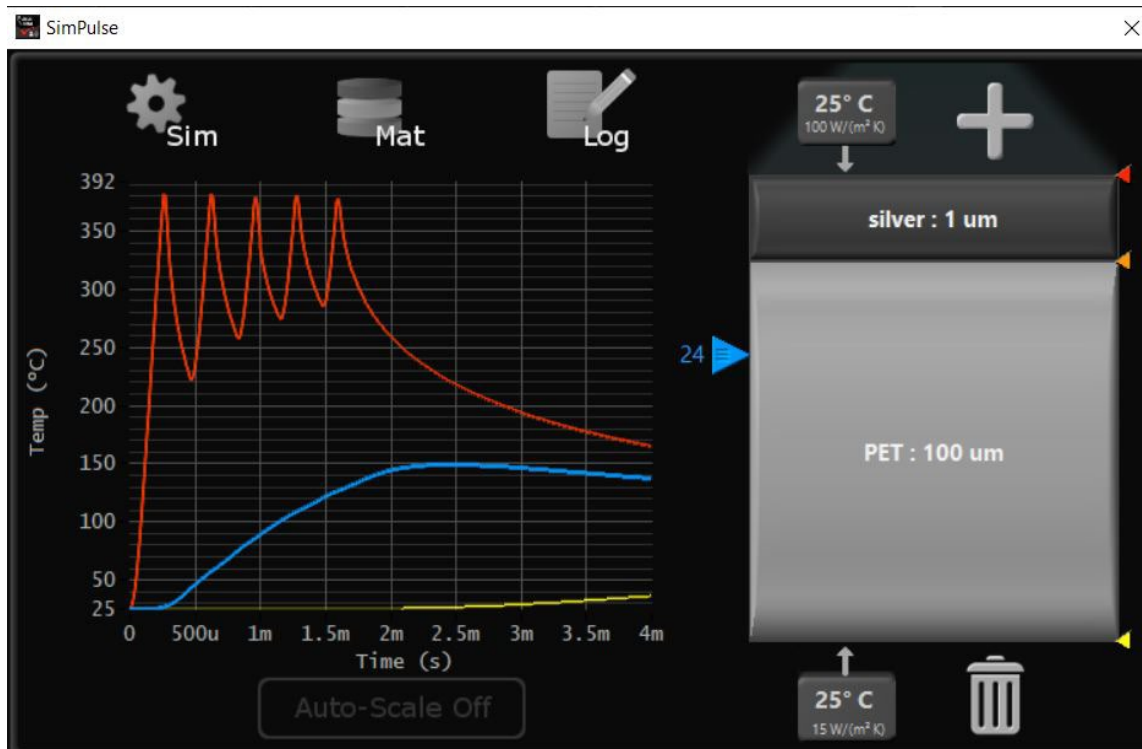 SimPulse
Sim
Mat
Log
25° C
100 W/(m² K)
silver : 1 um
24
PET : 100 um
25° C
15 W/(m² K)
Temp (°C)
392
350
300
250
200
150
100
50
25
0 500u 1m 1.5m 2m 2.5m 3m 3.5m 4m
Time (s)
Auto-Scale Off